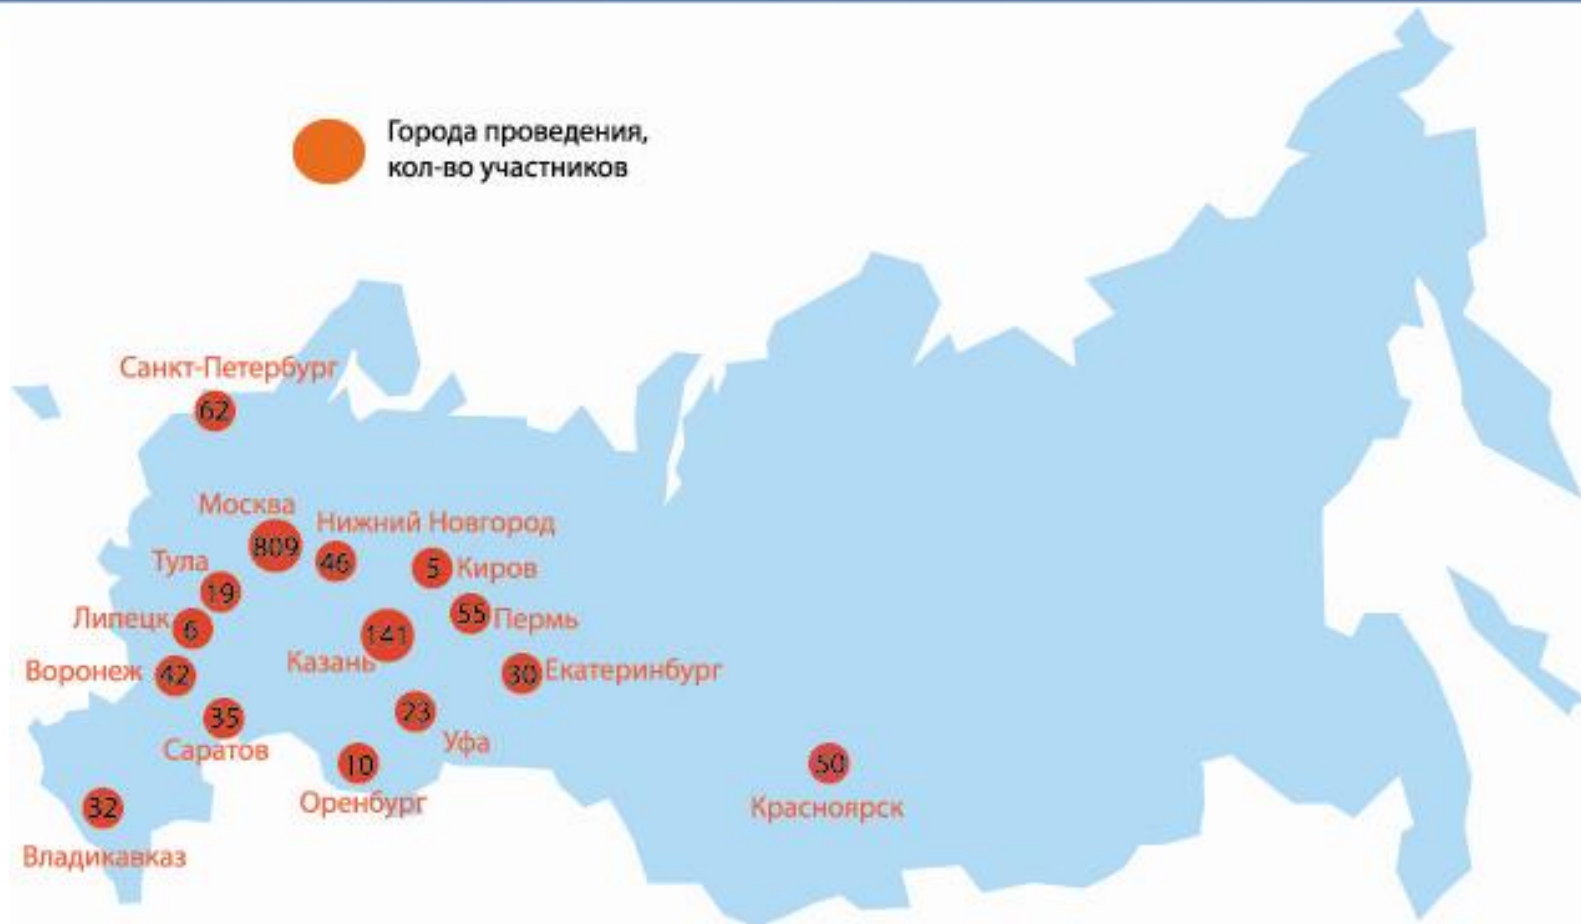 Города проведения,
кол-во участников
Санкт-Петербург
62
Москва
809
Нижний Новгород
46
5 Киров
Тула
19
Липецк 6
55 Пермь
141
Казань
Воронеж 42
30 Екатеринбург
35
Саратов
23
Уфа
10
Оренбург
50
Красноярск
32
Владикавказ